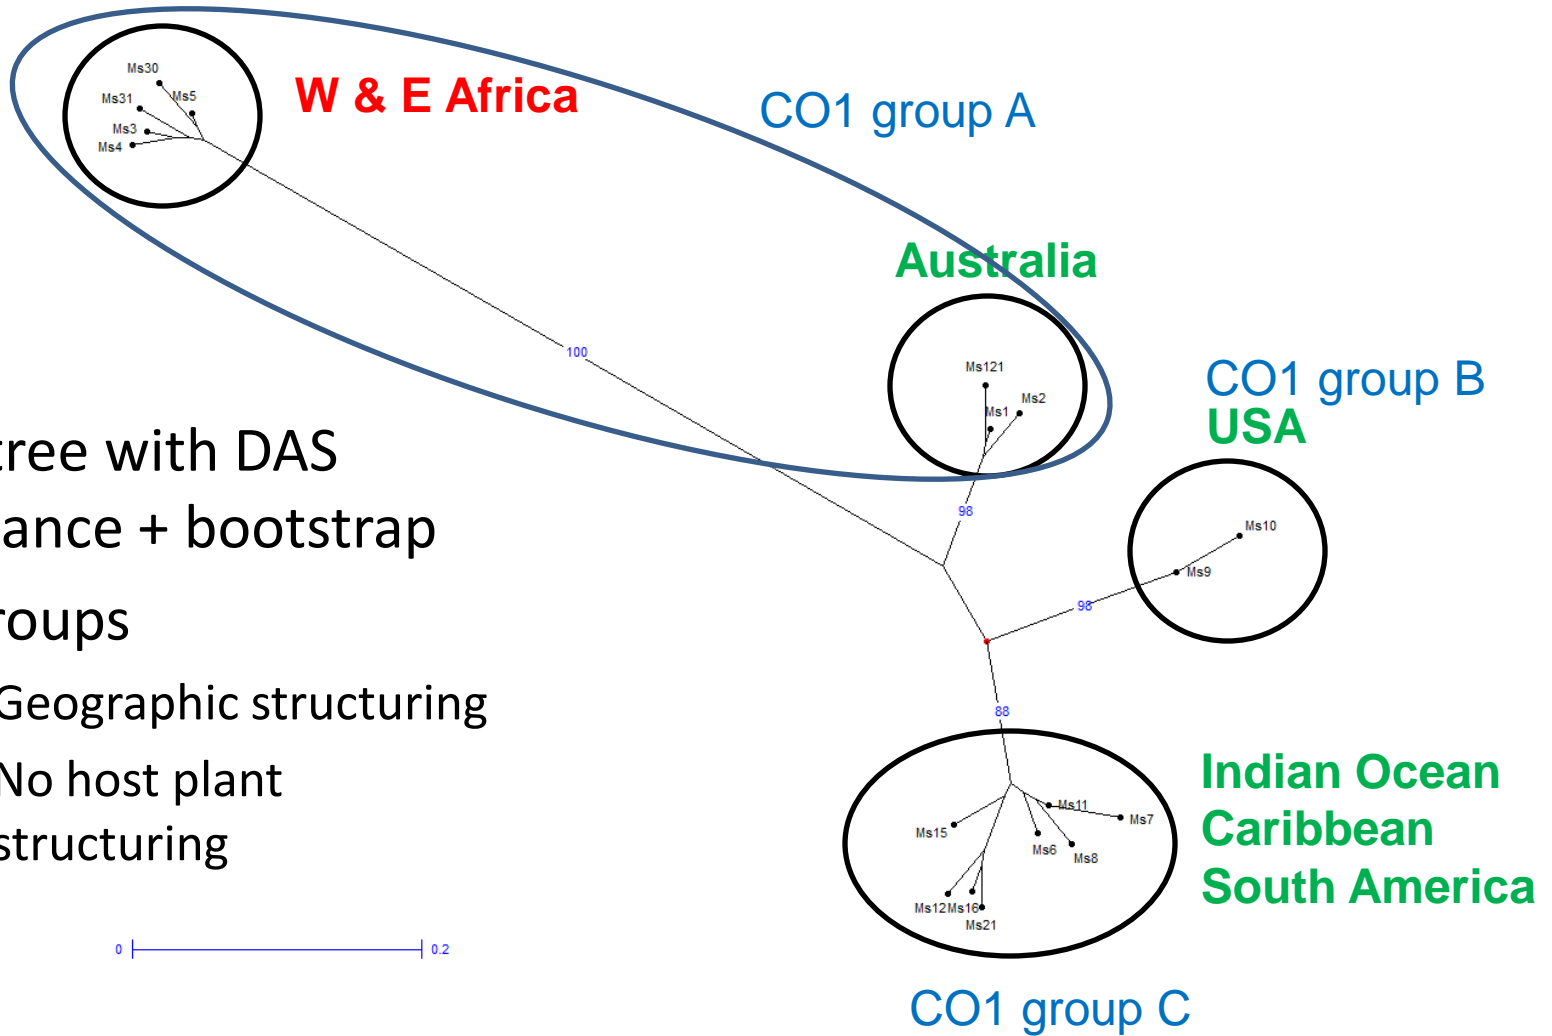 Ms30
Ms31
Ms5
Ms3
Ms4
W & E Africa
CO1 group A
Australia
100
Ms121
Ms2
Ms1
CO1 group B
USA
tree with DAS
ance + bootstrap
98
Ms10
Ms9
98
roups
Geographic structuring
88
No host plant
structuring
Ms11
Ms7
Ms15
Ms6
Ms8
Ms12
Ms16
Ms21
Indian Ocean
Caribbean
South America
0
0.2
CO1 group C